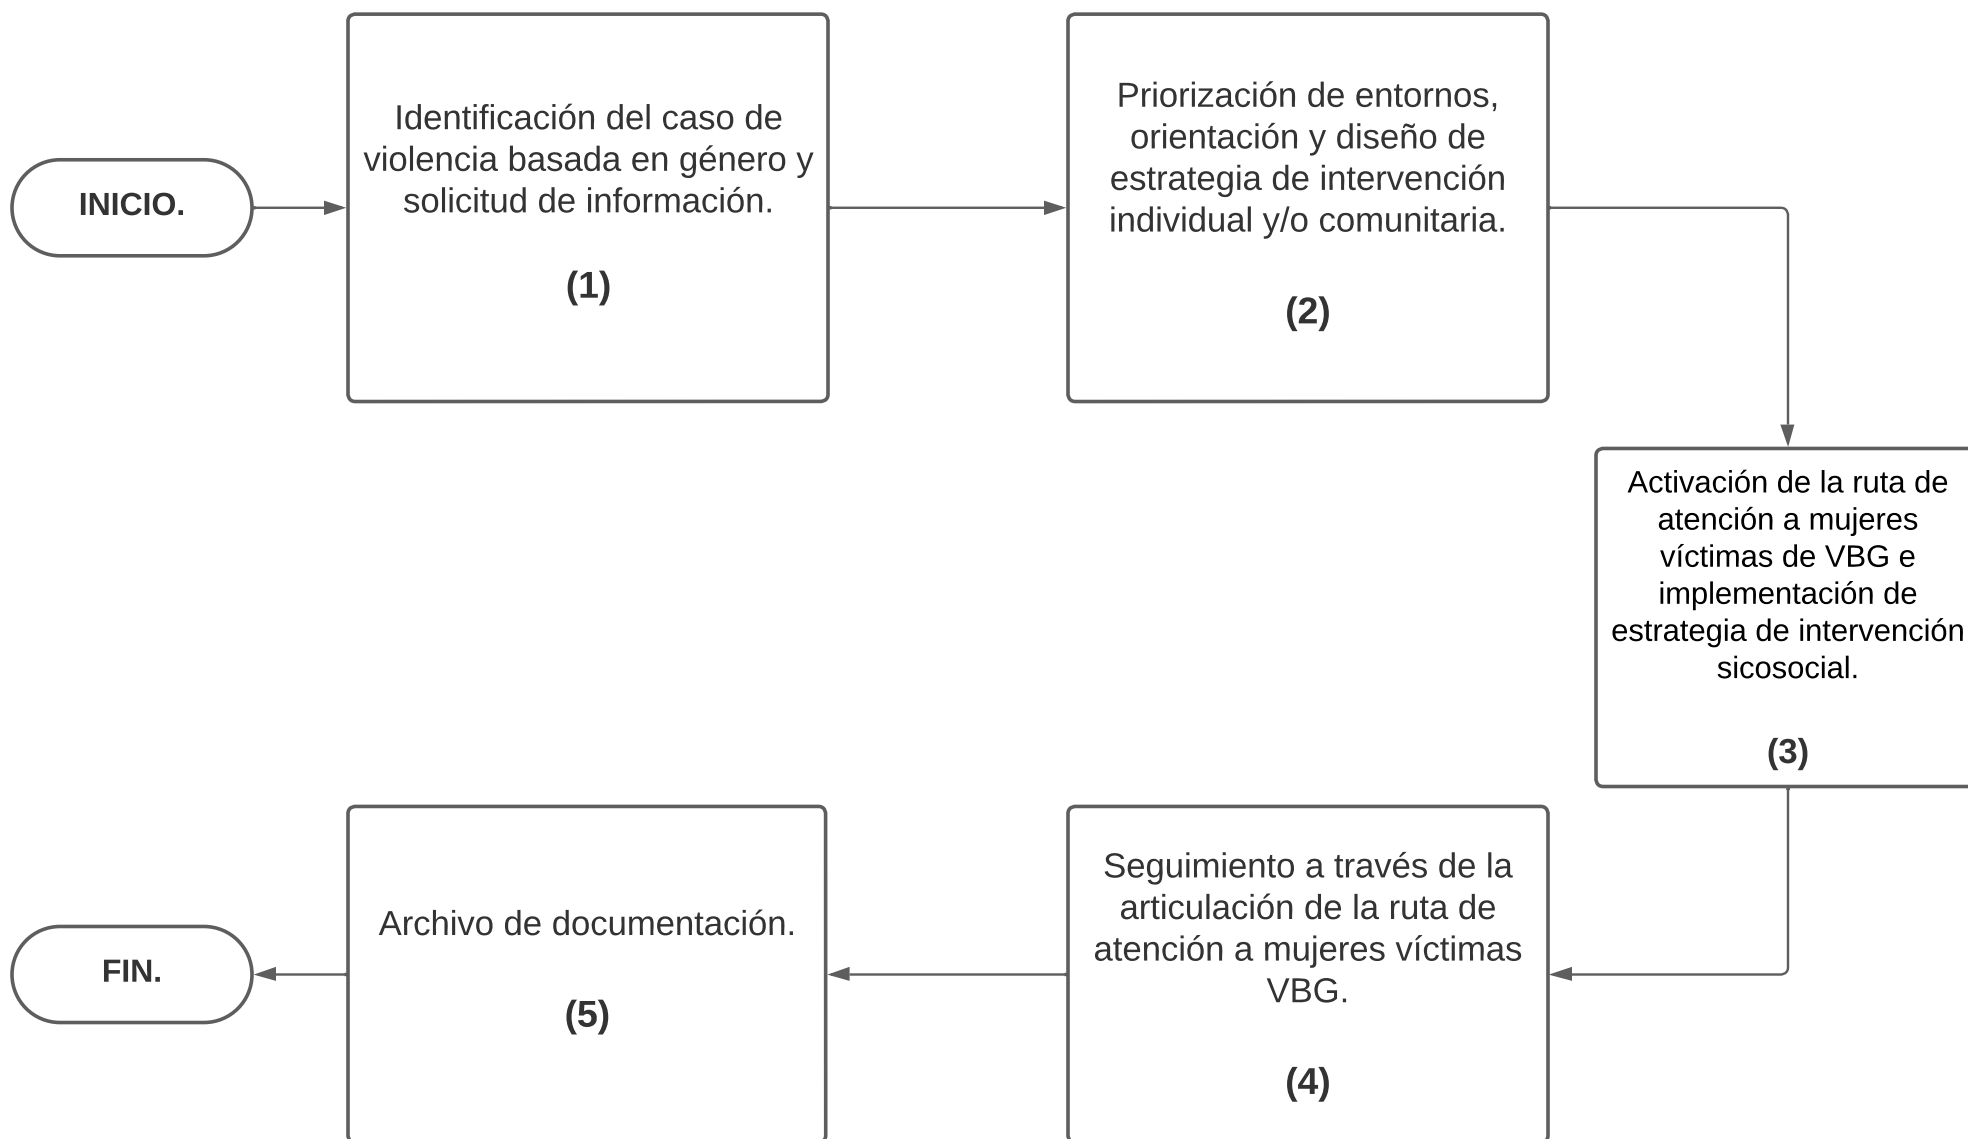 INICIO.
Identificación del caso de
violencia basada en género y
solicitud de información.
(1)
Priorización de entornos,
orientación y diseño de
estrategia de intervención
individual y/o comunitaria.
(2)
Activación de la ruta de
atención a mujeres
víctimas de VBG e
implementación de
estrategia de intervención
sicosocial.
(3)
Seguimiento a través de la
articulación de la ruta de
atención a mujeres víctimas
VBG.
(4)
Archivo de documentación.
(5)
FIN.